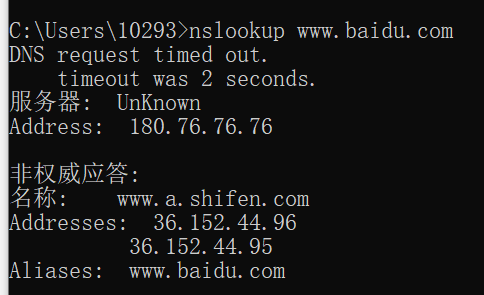 C:\Users\10293>nslookup www.baidu.com
DNS request timed out.
    timeout was 2 seconds.
服务器:  UnKnown
Address:  180.76.76.76

非权威应答:
名称:    www.a.shifen.com
Addresses:  36.152.44.96
          36.152.44.95
Aliases:  www.baidu.com